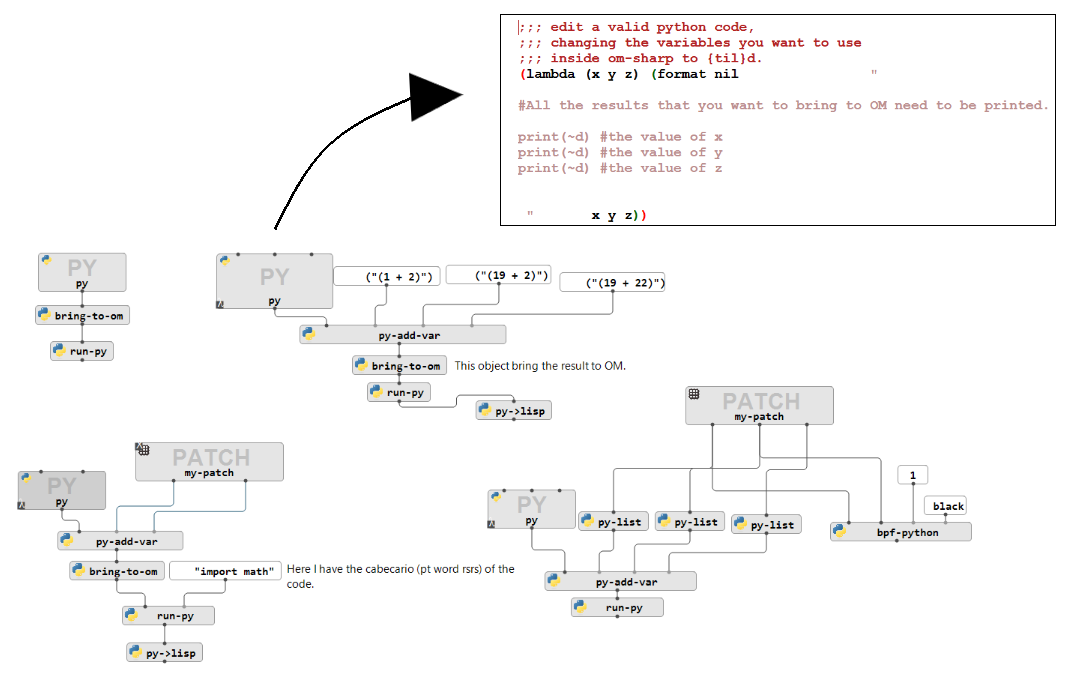 ;;; edit a valid python code,
;;; changing the variables you want to use
;;; inside om-sharp to {til}d.
(lambda (x y z) (format nil "
#All the results that you want to bring to OM need to be printed.
print(~d) #the value of x
print(~d) #the value of y
print(~d) #the value of z
" x y z))
PY
py
bring-to-om
run-py
PY
py
("(1 + 2)")
("(19 + 2)")
("(19 + 22)")
py-add-var
bring-to-om
This object bring the result to OM.
run-py
py->lisp
PATCH
my-patch
PY
py
py-add-var
bring-to-om
"import math"
Here I have the cabecario (pt word rsrs) of the
code.
run-py
py->lisp
PATCH
my-patch
1
black
PY
py
py-list
py-list
py-list
bpf-python
py-add-var
run-py